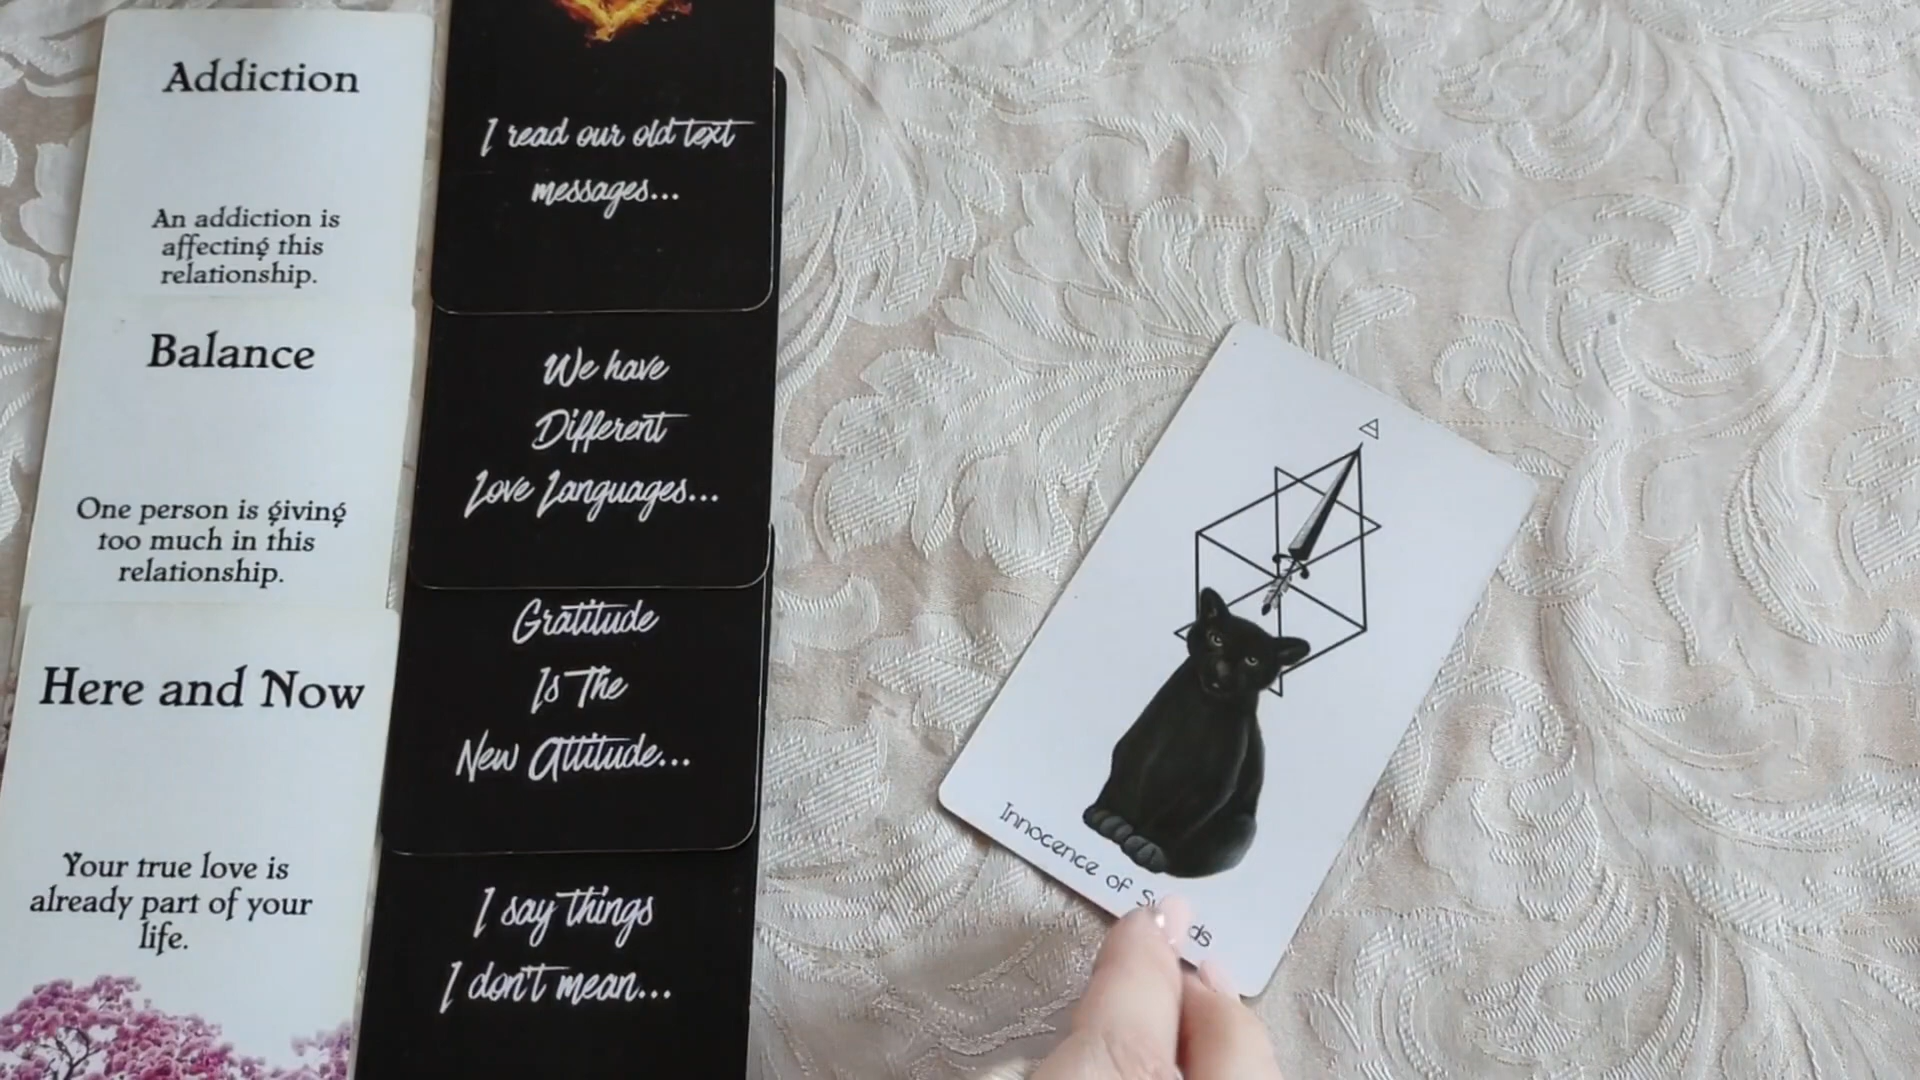 Addiction
An addiction is
affecting this
relationship.
Balance
One person is giving
too much in this
relationship.
Here and Now
Your true love is
already part of your
life.
I read our old text
messages...
We have
Different
Love Languages...
Gratitude
Is The
New Attitude...
I say things
I don't mean...
Innocence of